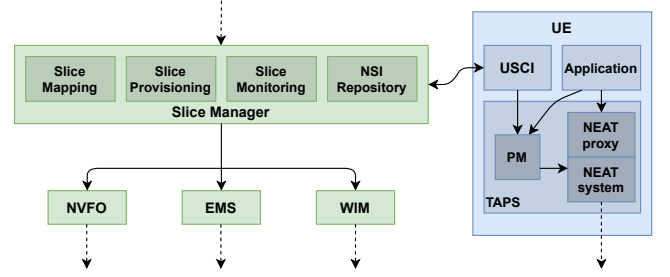 Slice
Mapping
Slice
Provisioning
Slice
Monitoring
NSI
Repository
Slice Manager
NVFO
EMS
WIM
UE
USCI
Application
PM
NEAT
proxy
NEAT
system
TAPS